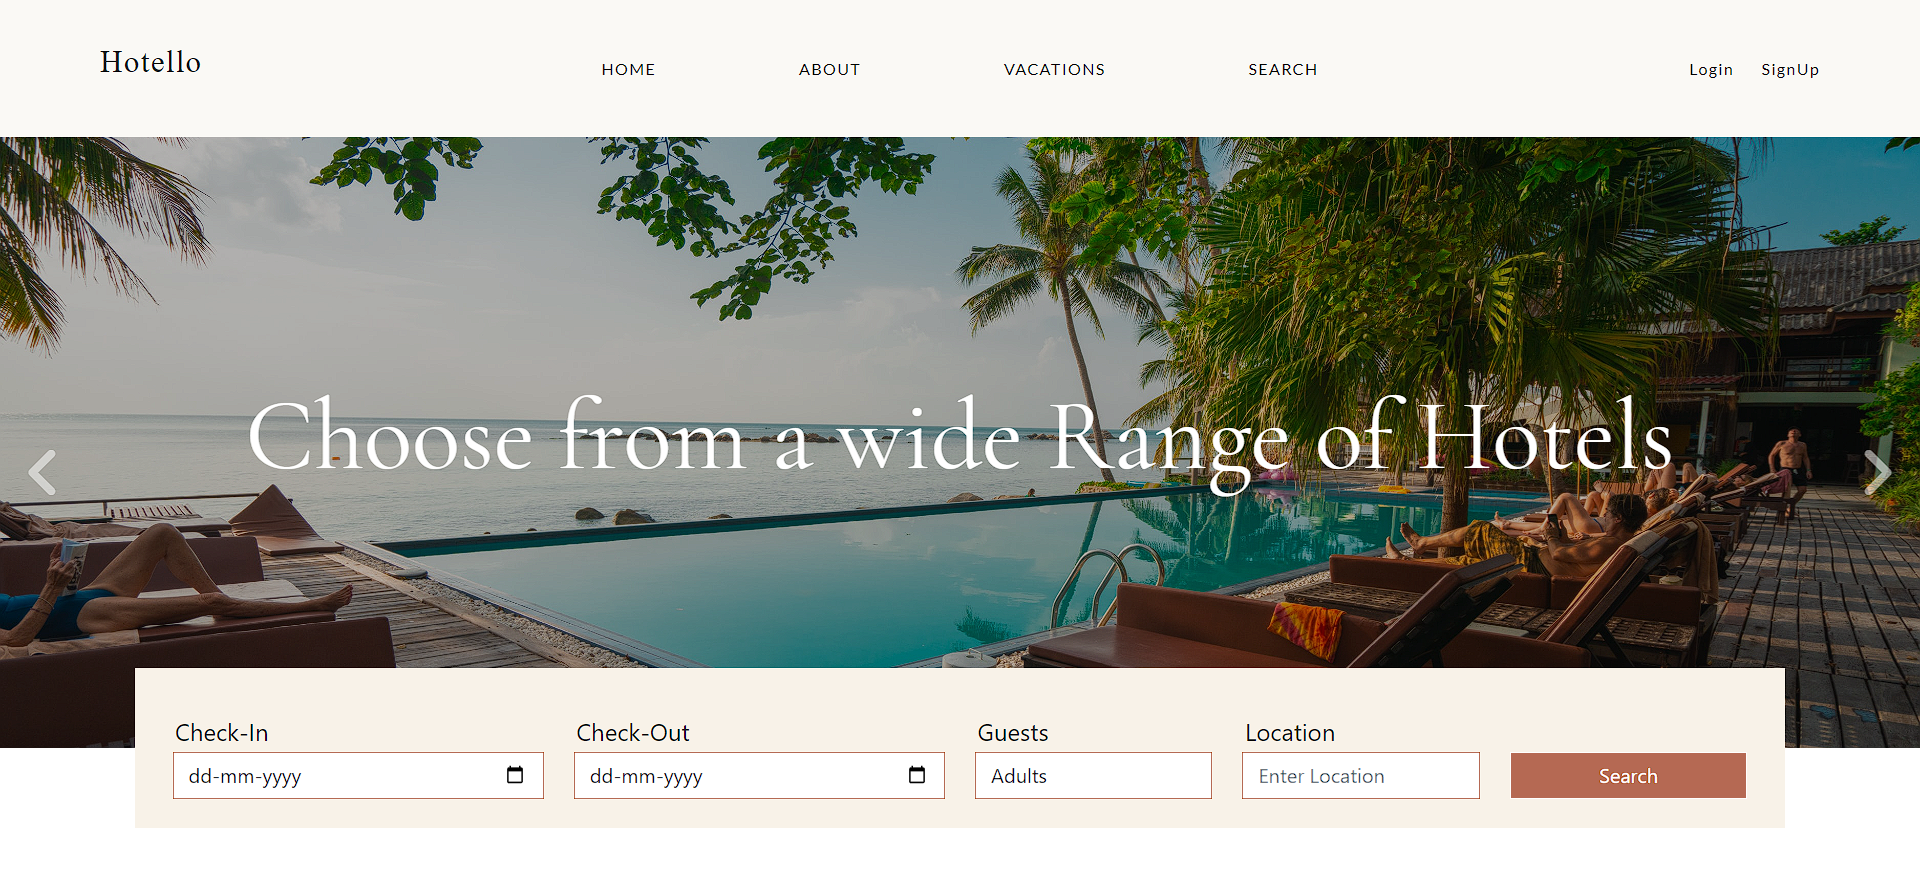 Hotello
HOME ABOUT VACATIONS SEARCH
Login SignUp
Choose from a wide Range of Hotels
Check-In Check-Out Guests Location
dd-mm-yyyy dd-mm-yyyy Adults Enter Location Search